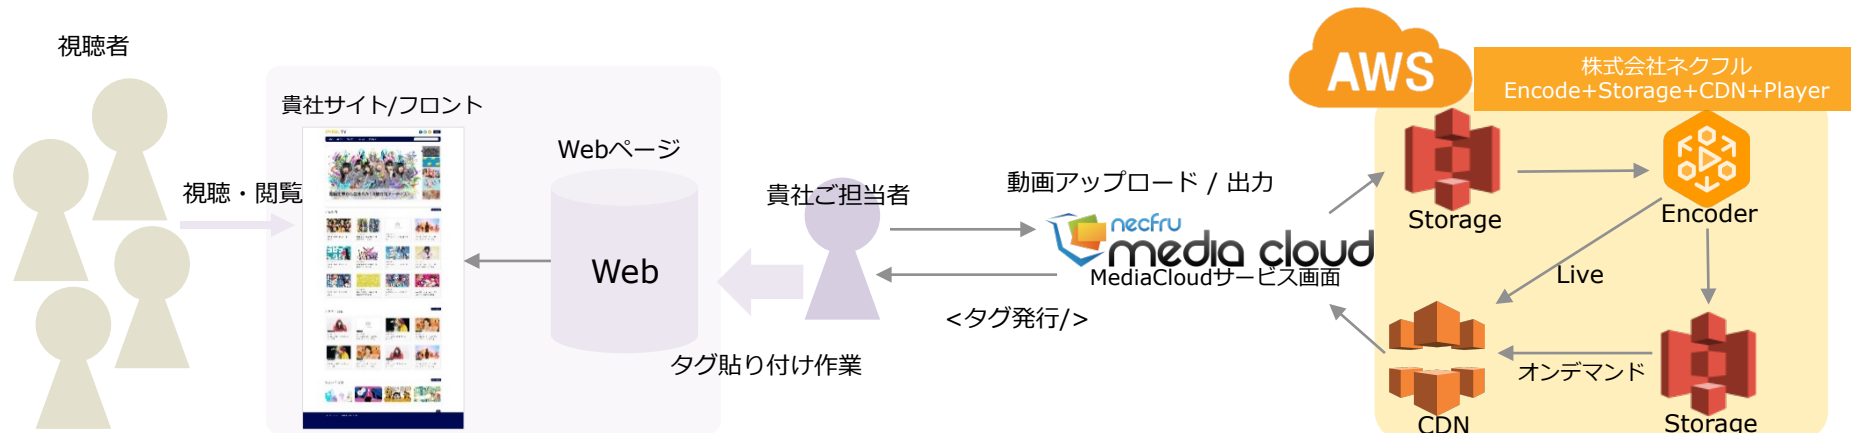 視聴者
視聴・閲覧
貴社サイト/フロント
Webページ
Web
貴社ご担当者
タグ貼り付け作業
動画アップロード / 出力
necfru
media cloud
MediaCloudサービス画面
<タグ発行/>
AWS
株式会社ネクフル
Encode+Storage+CDN+Player
Storage
Encoder
Live
オンデマンド
CDN
Storage